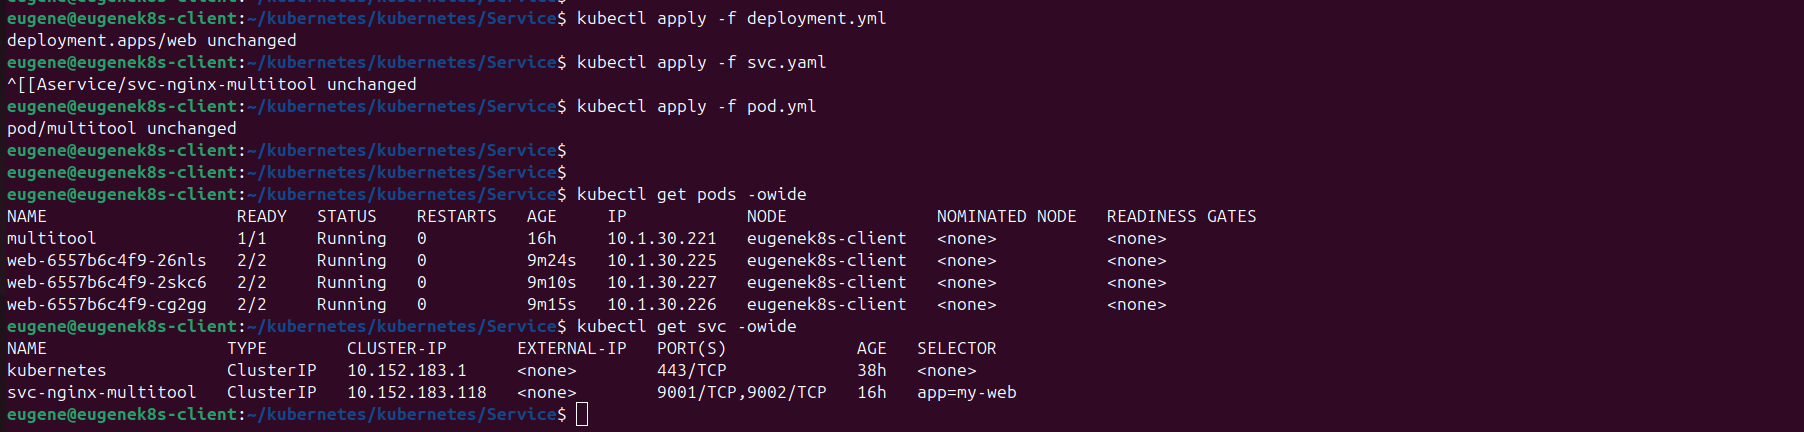 eugene@eugenek8s-client:~/kubernetes/kubernetes/Service$ kubectl apply -f deployment.yml
deployment.apps/web unchanged
eugene@eugenek8s-client:~/kubernetes/kubernetes/Service$ kubectl apply -f svc.yaml
^[[Aservice/svc-nginx-multitool unchanged
eugene@eugenek8s-client:~/kubernetes/kubernetes/Service$ kubectl apply -f pod.yml
pod/multitool unchanged
eugene@eugenek8s-client:~/kubernetes/kubernetes/Service$
eugene@eugenek8s-client:~/kubernetes/kubernetes/Service$
eugene@eugenek8s-client:~/kubernetes/kubernetes/Service$ kubectl get pods -owide
NAME                   READY   STATUS    RESTARTS   AGE     IP            NODE               NOMINATED NODE   READINESS GATES
multitool              1/1     Running   0          16h     10.1.30.221   eugenek8s-client   <none>           <none>
web-6557b6c4f9-26nls   2/2     Running   0          9m24s   10.1.30.225   eugenek8s-client   <none>           <none>
web-6557b6c4f9-2skc6   2/2     Running   0          9m10s   10.1.30.227   eugenek8s-client   <none>           <none>
web-6557b6c4f9-cg2gg   2/2     Running   0          9m15s   10.1.30.226   eugenek8s-client   <none>           <none>
eugene@eugenek8s-client:~/kubernetes/kubernetes/Service$ kubectl get svc -owide
NAME                  TYPE        CLUSTER-IP       EXTERNAL-IP   PORT(S)             AGE   SELECTOR
kubernetes            ClusterIP   10.152.183.1     <none>        443/TCP             38h   <none>
svc-nginx-multitool   ClusterIP   10.152.183.118   <none>        9001/TCP,9002/TCP   16h   app=my-web
eugene@eugenek8s-client:~/kubernetes/kubernetes/Service$